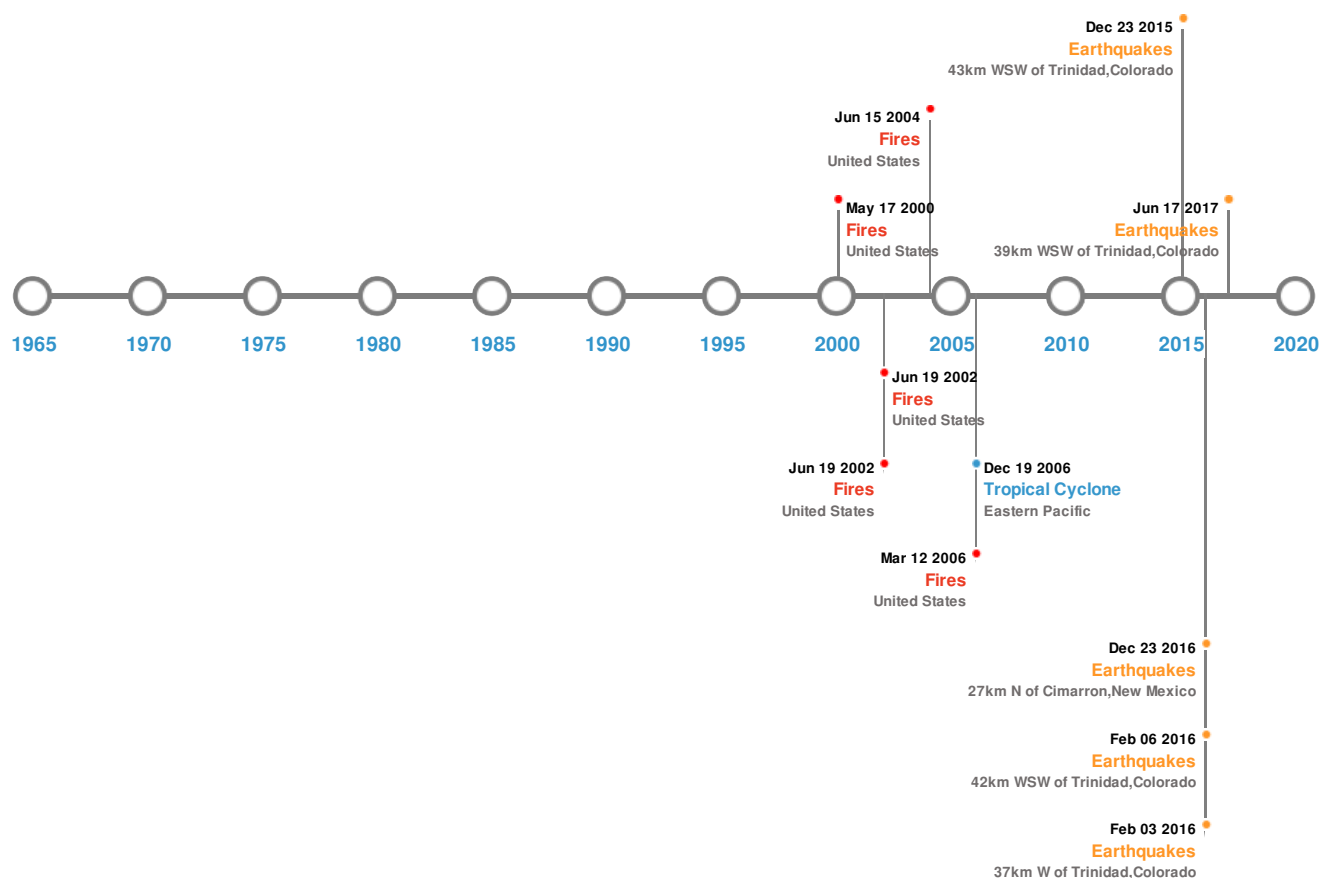 Dec 23 2015
Earthquakes
43km WSW of Trinidad,Colorado
Jun 15 2004
Fires
United States
May 17 2000
Fires
United States
Jun 17 2017
Earthquakes
39km WSW of Trinidad,Colorado
1965 1970 1975 1980 1985 1990 1995 2000 2005 2010 2015 2020
Jun 19 2002
Fires
United States
Jun 19 2002
Fires
United States
Dec 19 2006
Tropical Cyclone
Eastern Pacific
Mar 12 2006
Fires
United States
Dec 23 2016
Earthquakes
27km N of Cimarron,New Mexico
Feb 06 2016
Earthquakes
42km WSW of Trinidad,Colorado
Feb 03 2016
Earthquakes
37km W of Trinidad,Colorado